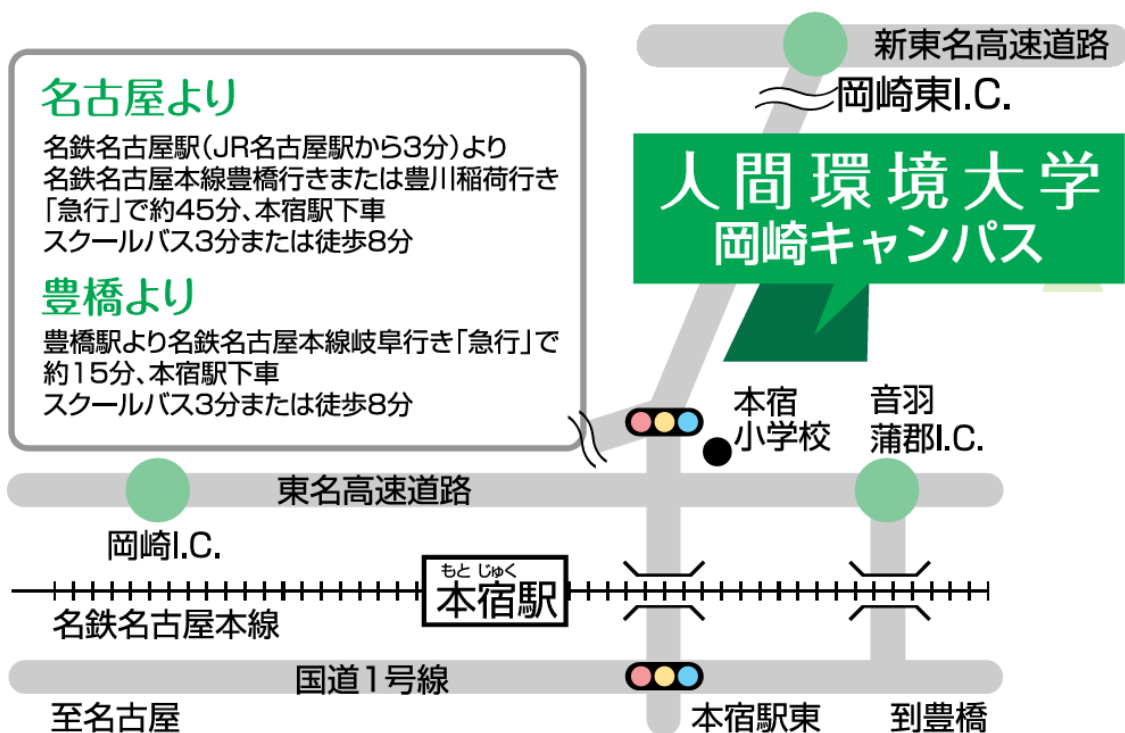 新東名高速道路
岡崎東I.C.
名古屋より
名鉄名古屋駅(JR名古屋駅から3分)より
名鉄名古屋本線豊橋行きまたは豊川稲荷行き
「急行」で約45分、本宿駅下車
スクールバス3分または徒歩8分
豊橋より
豊橋駅より名鉄名古屋本線岐阜行き「急行」で
約15分、本宿駅下車
スクールバス3分または徒歩8分
人間環境大学
岡崎キャンパス
本宿
小学校
音羽
蒲郡I.C.
東名高速道路
岡崎I.C.
もとじゅく
本宿駅
名鉄名古屋本線
国道1号線
至名古屋
本宿駅東
到豊橋